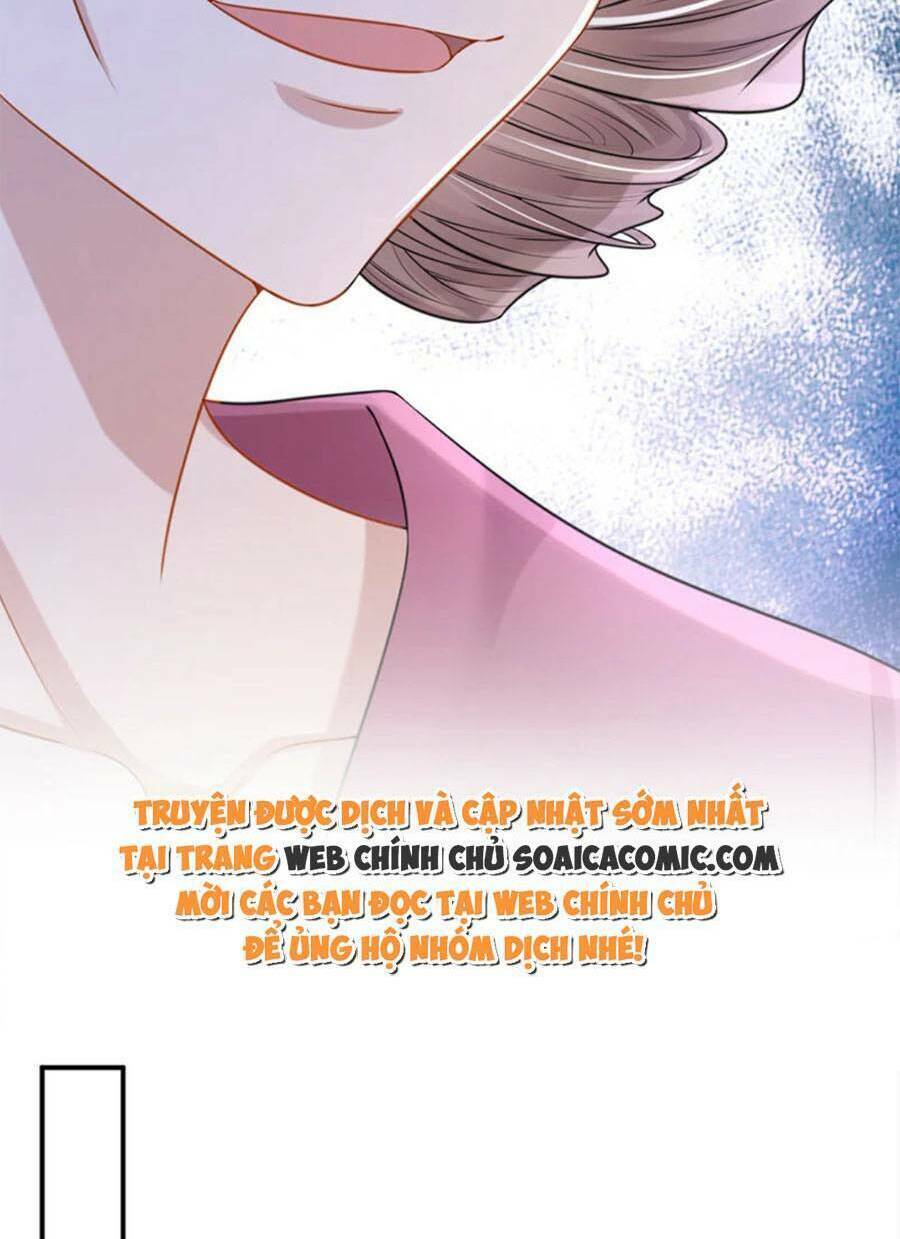 TRUYỆN ĐƯỢC DỊCH VÀ CẬP NHẬT SỚM NHẤT
TẠI TRANG WEB CHÍNH CHỦ SOAICACOMIC.COM
MỜI CÁC BẠN ĐỌC TẠI WEB CHÍNH CHỦ
ĐỂ ỦNG HỘ NHÓM DỊCH NHÉ!